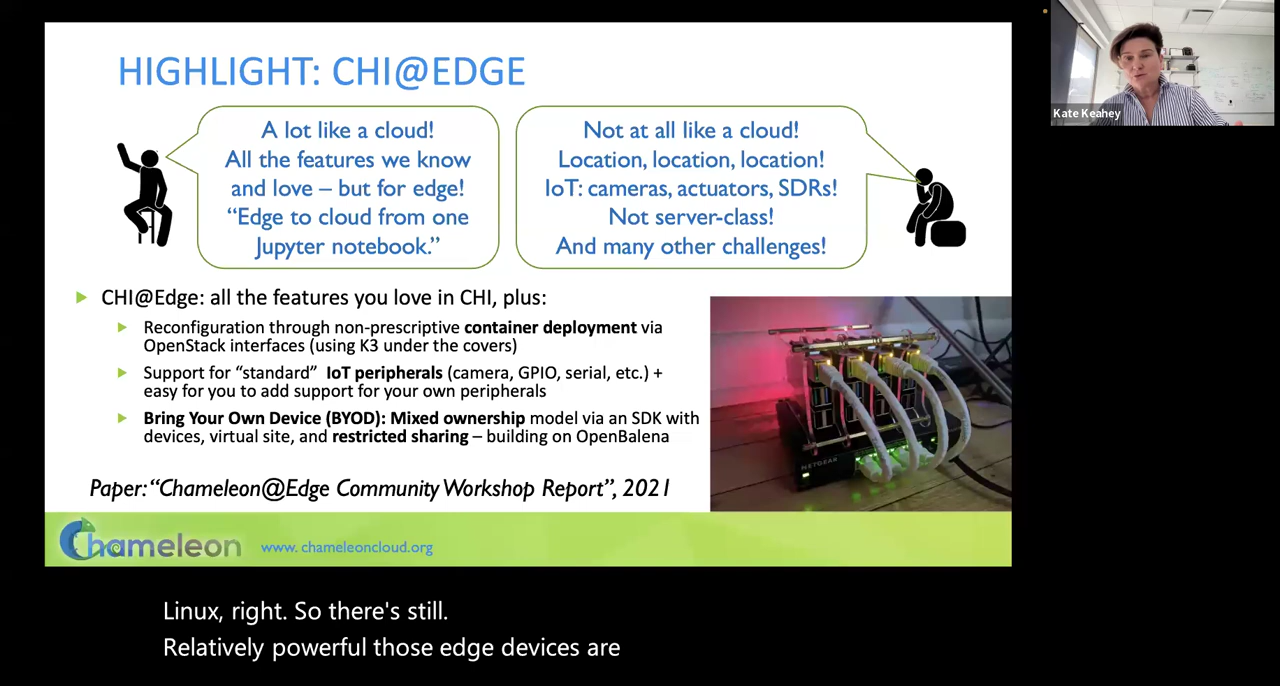 HIGHLIGHT: CHI@EDGE
A lot like a cloud!
All the features we know
and love – but for edge!
“Edge to cloud from one
Jupyter notebook.”
Not at all like a cloud!
Location, location, location!
IoT: cameras, actuators, SDRs!
Not server-class!
And many other challenges!
CHI@Edge: all the features you love in CHI, plus:
Reconfiguration through non-prescriptive container deployment via
OpenStack interfaces (using K3 under the covers)
Support for “standard” IoT peripherals (camera, GPIO, serial, etc.) +
easy for you to add support for your own peripherals
Bring Your Own Device (BYOD): Mixed ownership model via an SDK with
devices, virtual site, and restricted sharing – building on OpenBalena
Paper: “Chameleon@Edge Community Workshop Report”, 2021
NETGEAR
Chameleon
www. chameleoncloud.org
Kate Keahey
Linux, right. So there's still.
Relatively powerful those edge devices are